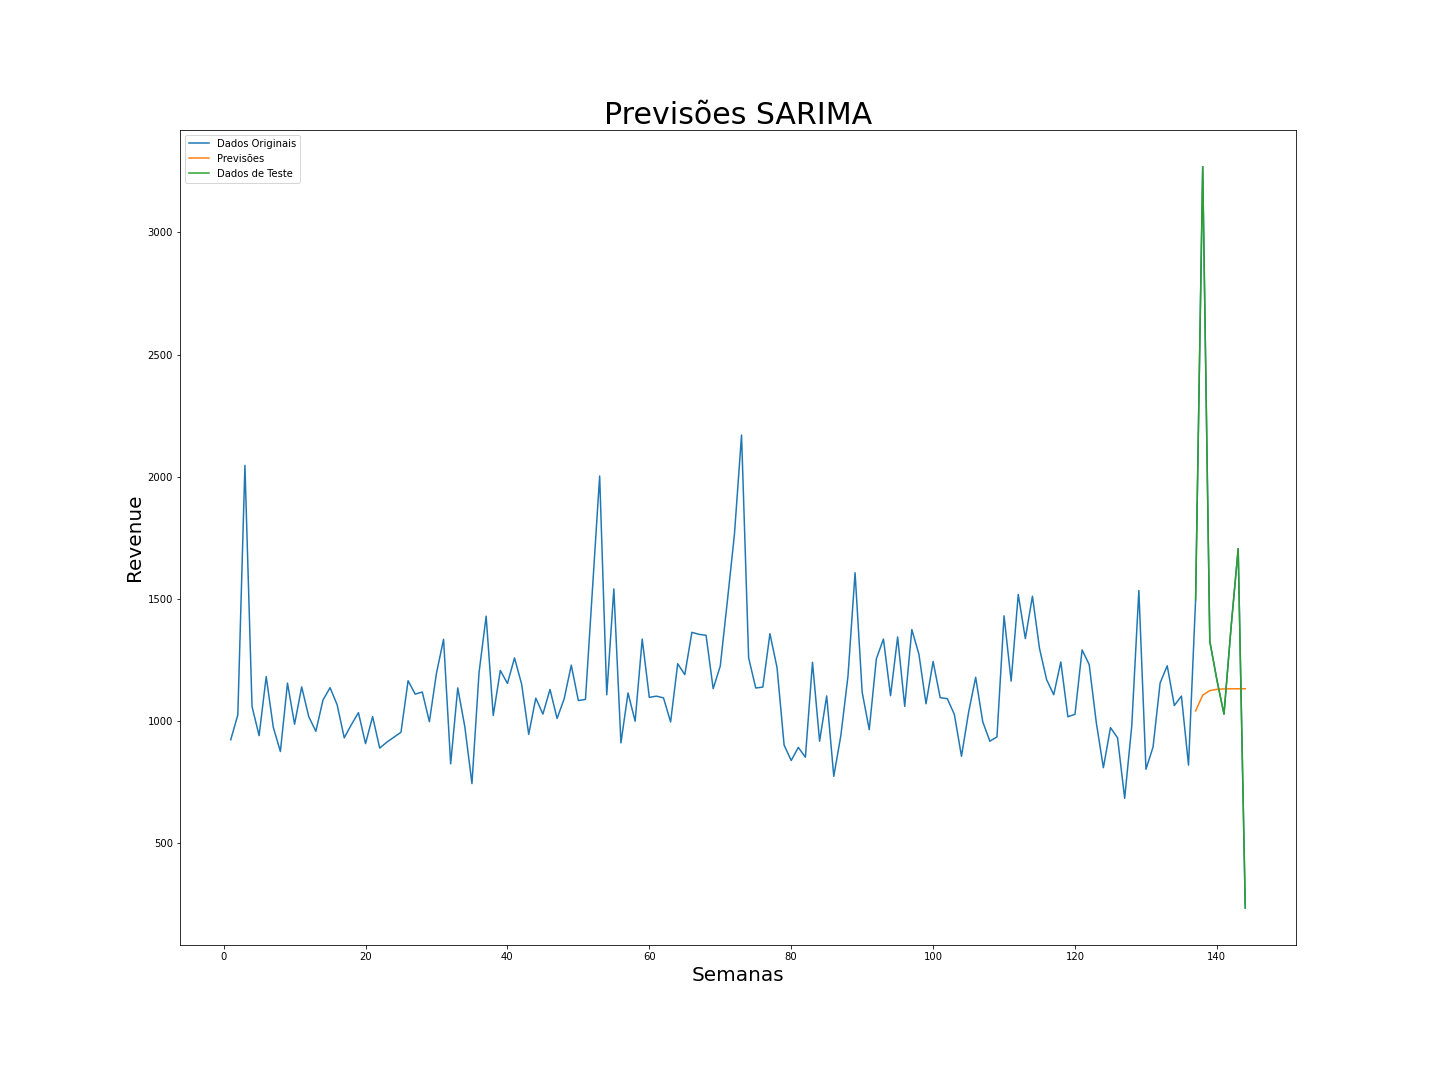 Previsões SARIMA
Dados Originais
Previsões
Dados de Teste
3000
2500
2000
1500
1000
500
Revenue
0 20 40 60 80 100 120 140
Semanas